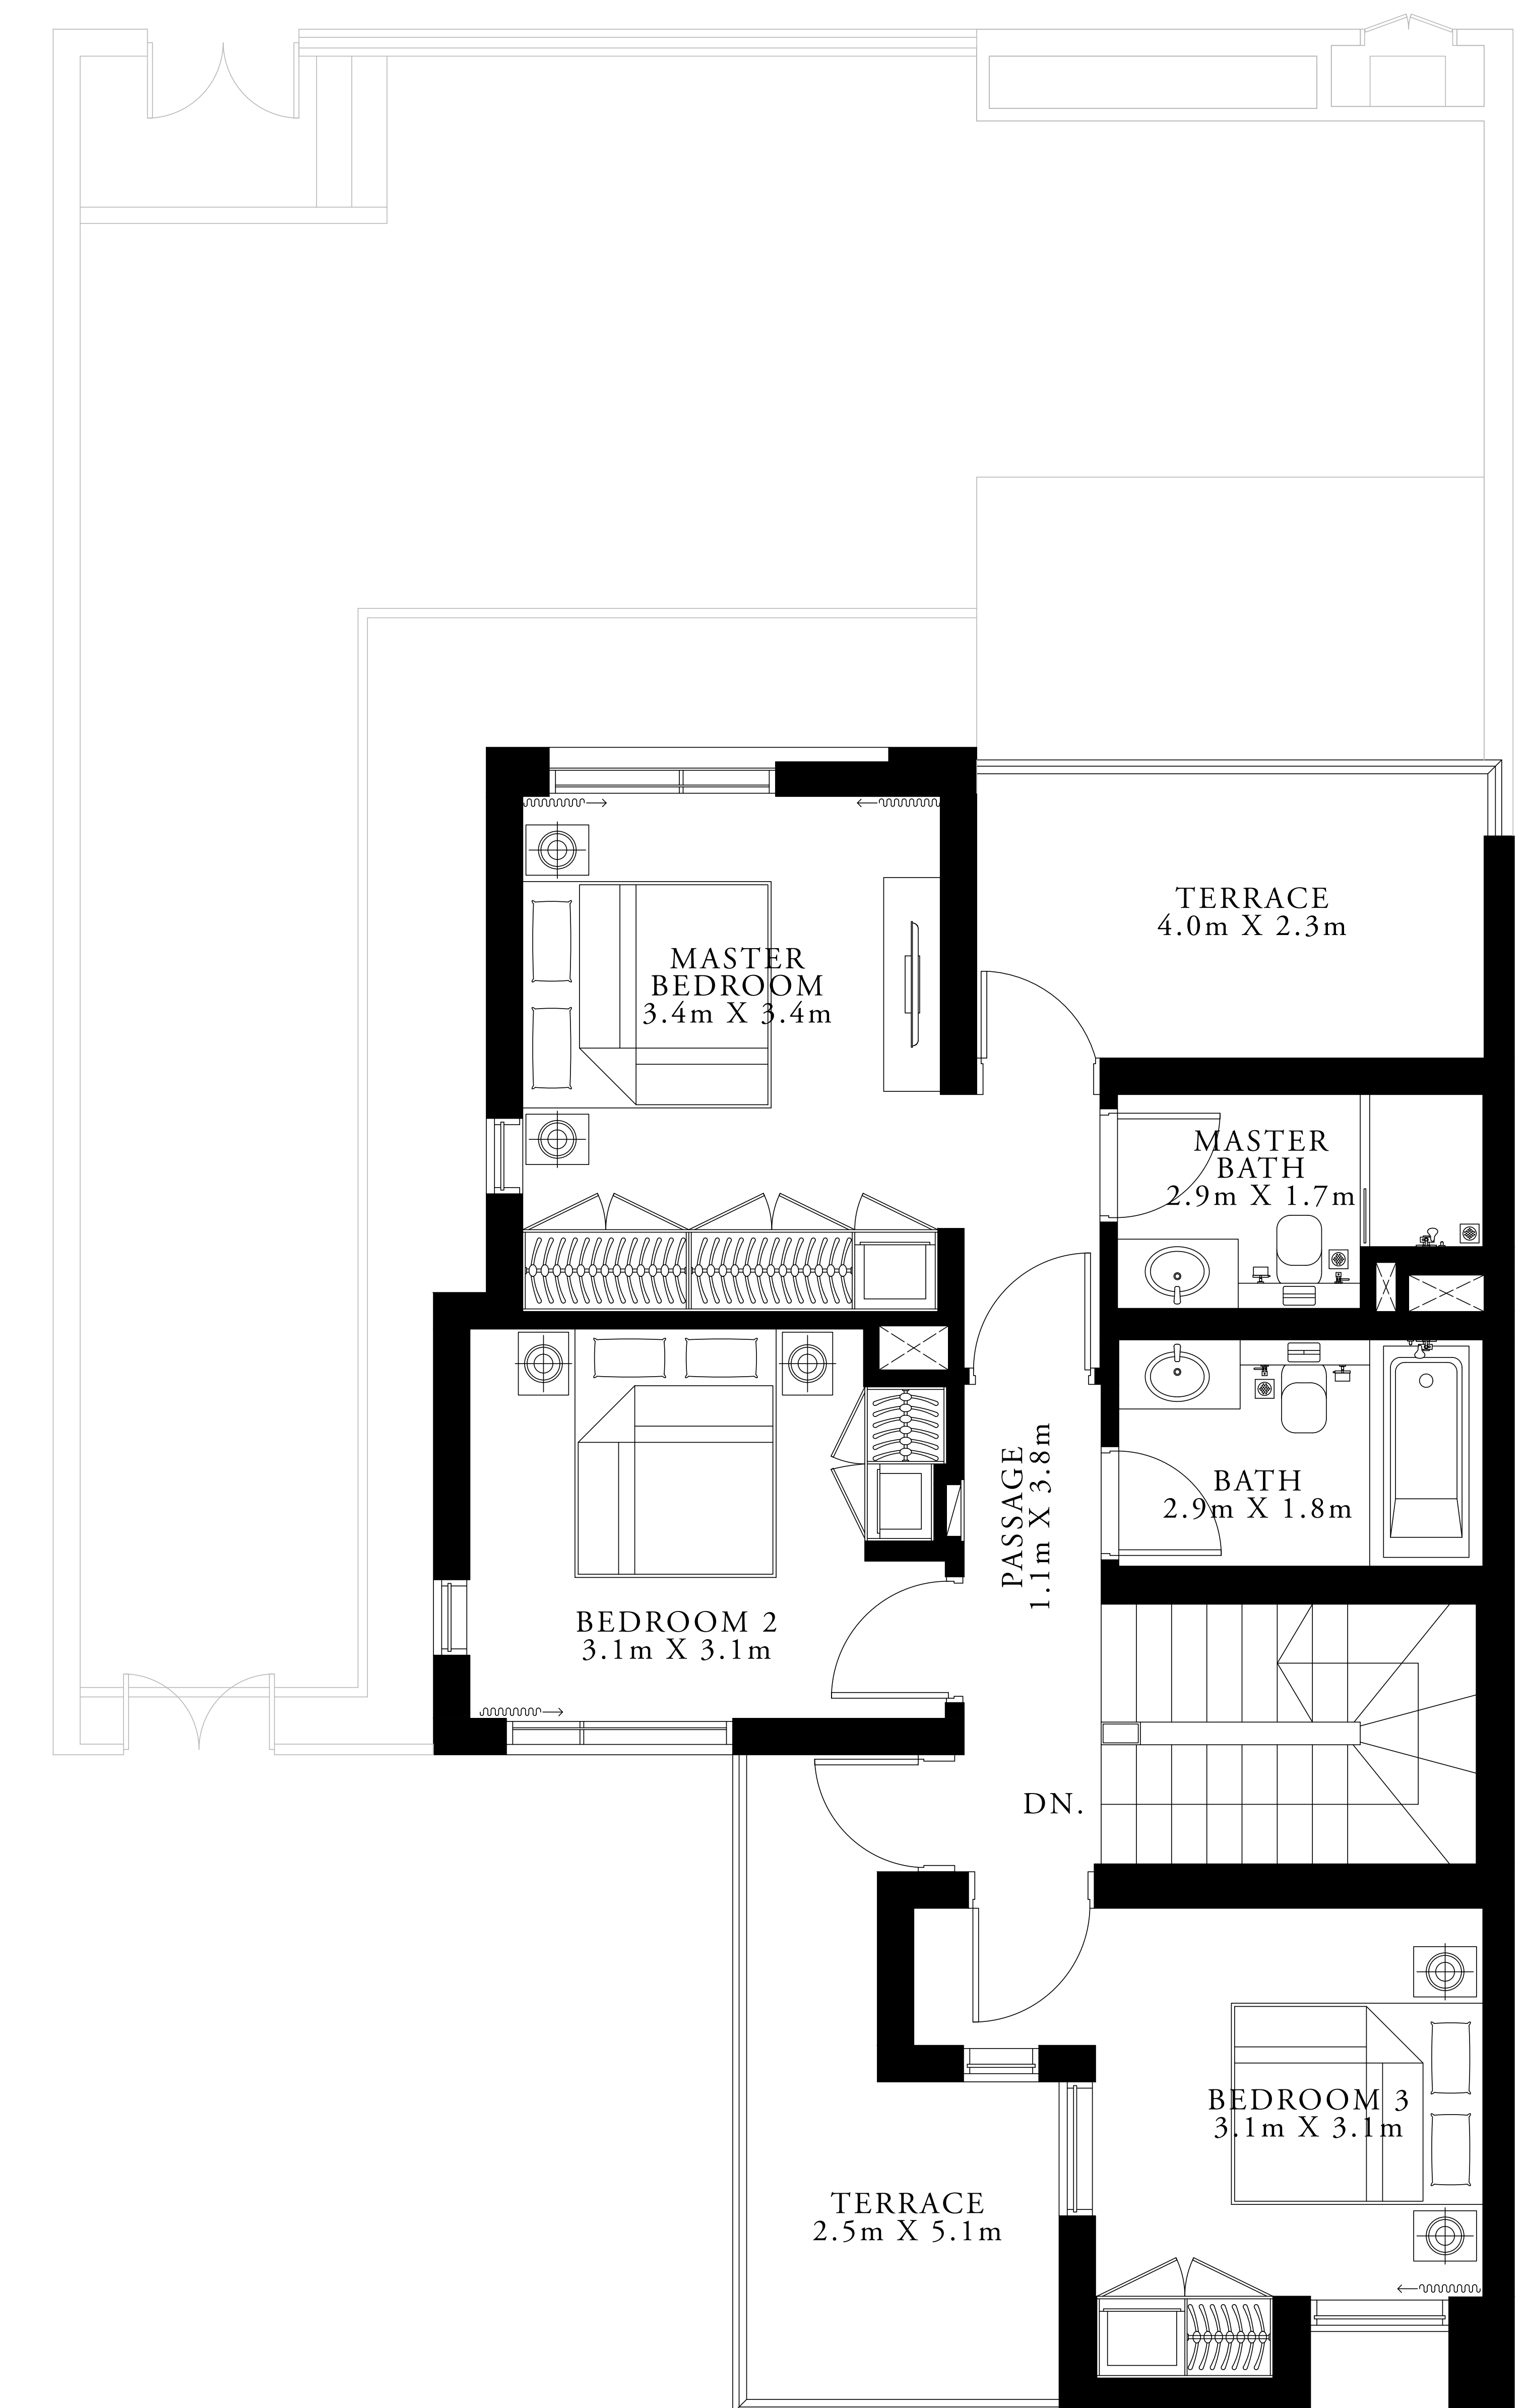 TERRACE
4.0m X 2.3m
MASTER
BEDROOM
3.4m X 3.4m
MASTER
BATH
2.9m X 1.7m
PASSAGE
1.1m X 3.8m
BATH
2.9m X 1.8m
BEDROOM 2
3.1m X 3.1m
DN.
BEDROOM 3
3.1m X 3.1m
TERRACE
2.5m X 5.1m